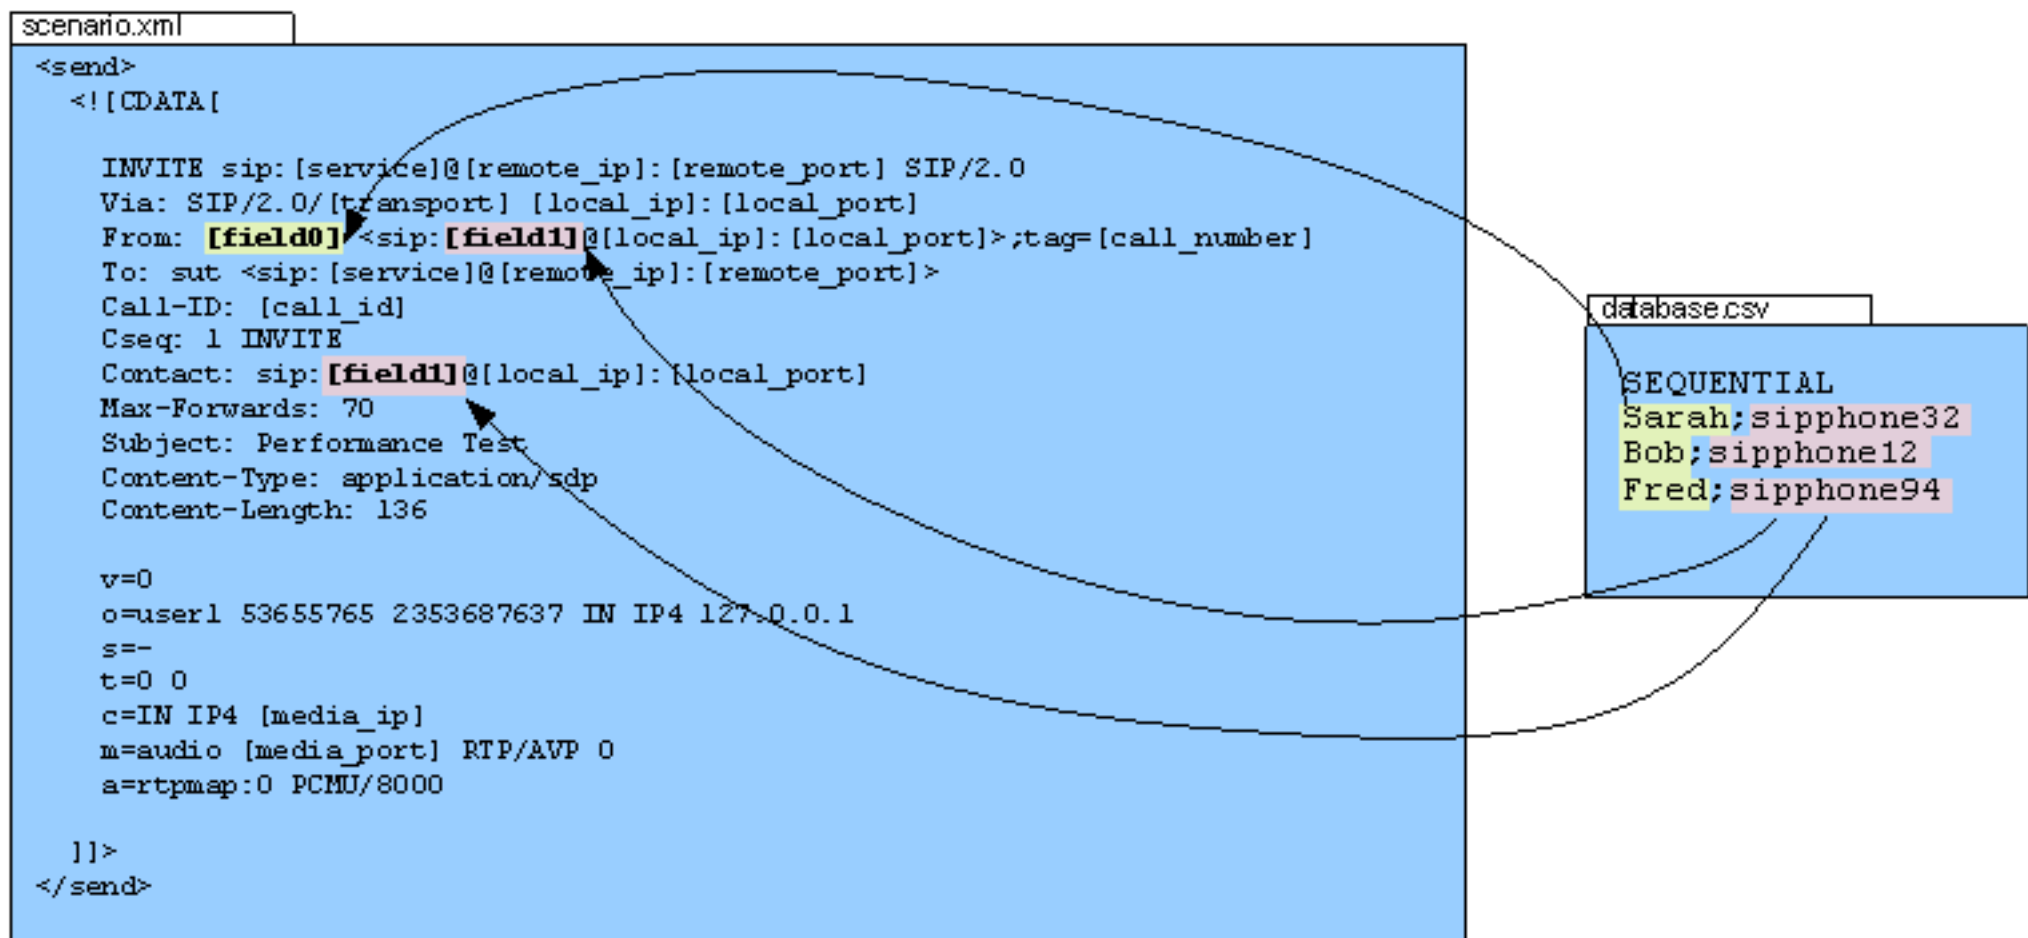 scenario.xml
<send>
<![CDATA[
INVITE sip:[service]@[remote_ip]:[remote_port] SIP/2.0
Via: SIP/2.0/[transport] [local_ip]:[local_port]
From: [field0] <sip:[field1]@[local_ip]:[local_port]>;tag=[call_number]
To: sut <sip:[service]@[remote_ip]:[remote_port]>
Call-ID: [call_id]
Cseq: 1 INVITE
Contact: sip:[field1]@[local_ip]:[local_port]
Max-Forwards: 70
Subject: Performance Test
Content-Type: application/sdp
Content-Length: 136
v=0
o=user1 53655765 2353687637 IN IP4 127.0.0.1
s=-
t=0 0
c=IN IP4 [media_ip]
m=audio [media_port] RTP/AVP 0
a=rtpmap:0 PCMU/8000
]]>
</send>
database.csv
SEQUENTIAL
Sarah;sipphone32
Bob;sipphone12
Fred;sipphone94